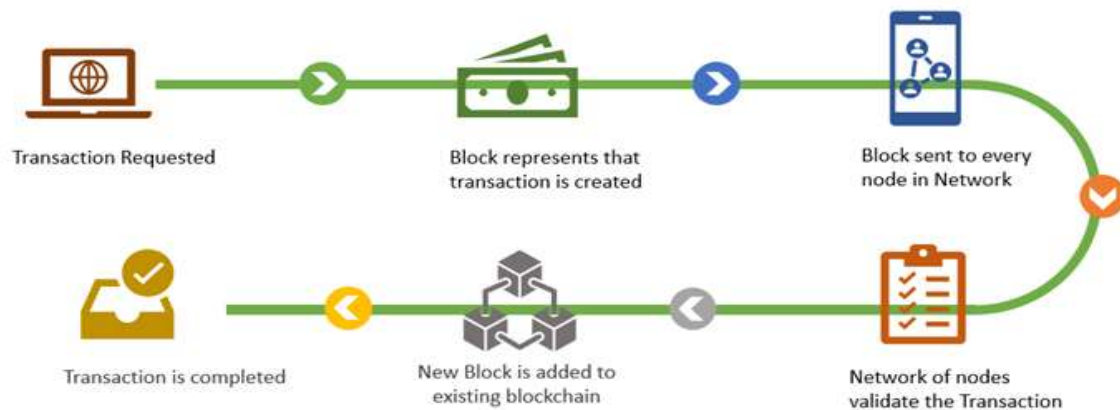 Transaction Requested
Block represents that
transaction is created
Block sent to every
node in Network
Network of nodes
validate the Transaction
New Block is added to
existing blockchain
Transaction is completed